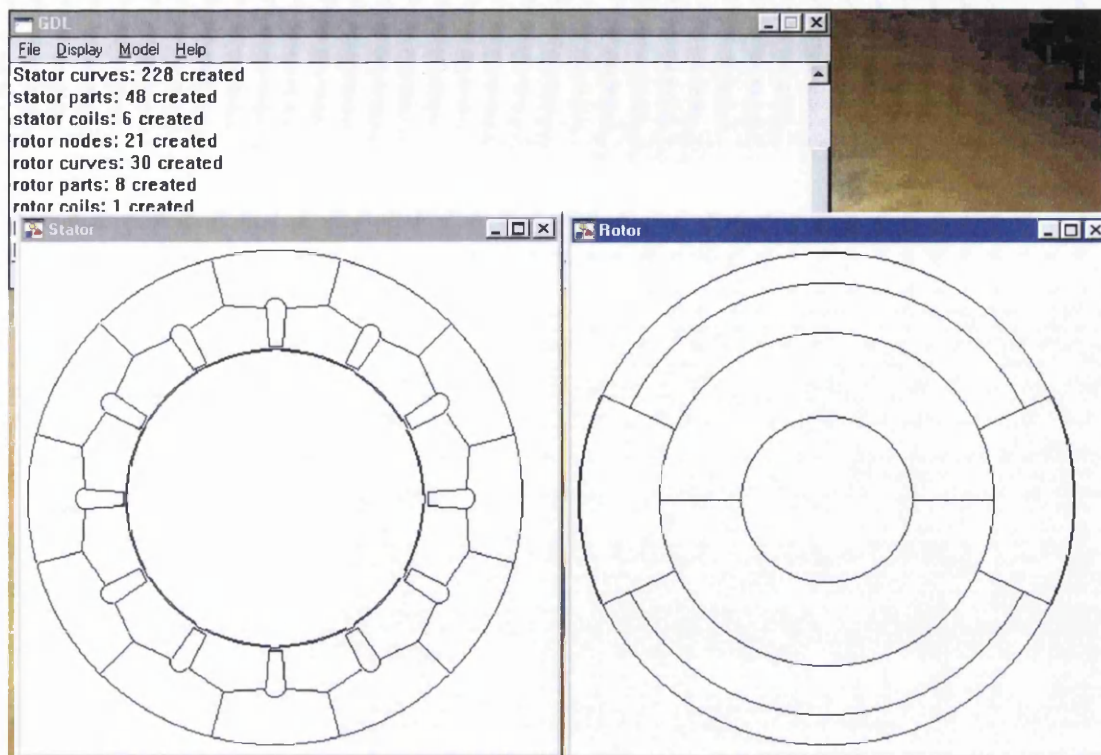 GDL
File Display Model Help
Stator curves: 228 created
stator parts: 48 created
stator coils: 6 created
rotor nodes: 21 created
rotor curves: 30 created
rotor parts: 8 created
rotor coils: 1 created
Stator
Rotor